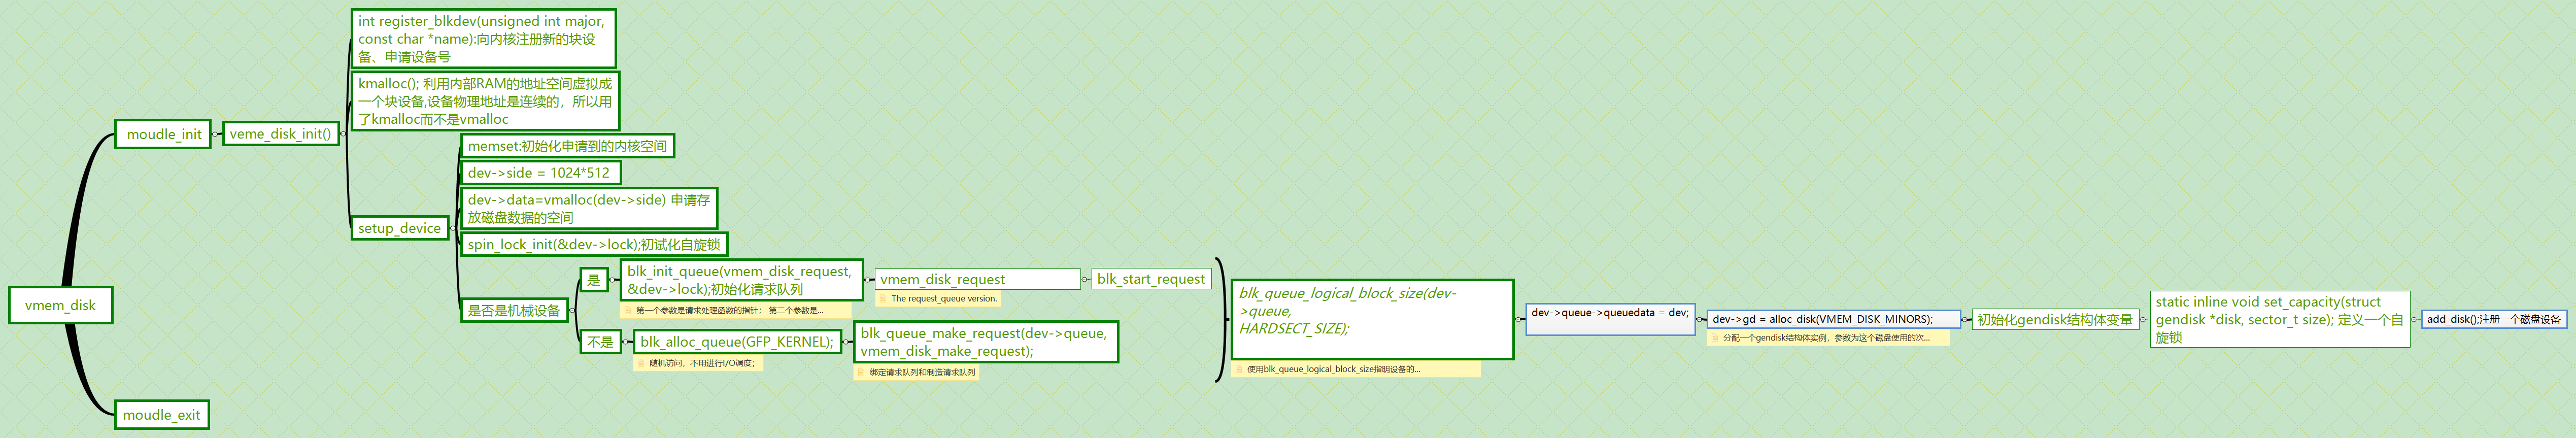 vmem_disk
moudle_init
veme_disk_init()
int register_blkdev(unsigned int major,
const char *name):向内核注册新的块设
备、申请设备号
kmalloc(); 利用内部RAM的地址空间虚拟成
一个块设备,设备物理地址是连续的，所以用
了kmalloc而不是vmalloc
setup_device
memset:初始化申请到的内核空间
dev->side = 1024*512
dev->data=vmalloc(dev->side) 申请存
放磁盘数据的空间
spin_lock_init(&dev->lock);初试化自旋锁
是否是机械设备
是
blk_init_queue(vmem_disk_request,
&dev->lock);初始化请求队列
第一个参数是请求处理函数的指针； 第二个参数是...
vmem_disk_request
The request_queue version.
blk_start_request
不是
blk_alloc_queue(GFP_KERNEL);
随机访问，不用进行I/O调度；
blk_queue_make_request(dev->queue,
vmem_disk_make_request);
绑定请求队列和制造请求队列
blk_queue_logical_block_size(dev-
>queue,
HARDSECT_SIZE);
使用blk_queue_logical_block_size指明设备的...
dev->queue->queuedata = dev;
dev->gd = alloc_disk(VMEM_DISK_MINORS);
分配一个gendisk结构体实例，参数为这个磁盘使用的次...
初始化gendisk结构体变量
static inline void set_capacity(struct
gendisk *disk, sector_t size); 定义一个自
旋锁
add_disk();注册一个磁盘设备
moudle_exit